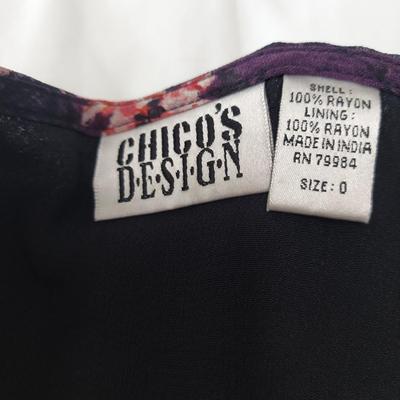 CHICO'S
D·E·S·I·G·N
SHELL:
100% RAYON
LINING:
100% RAYON
MADE IN INDIA
RN 79984
SIZE: 0